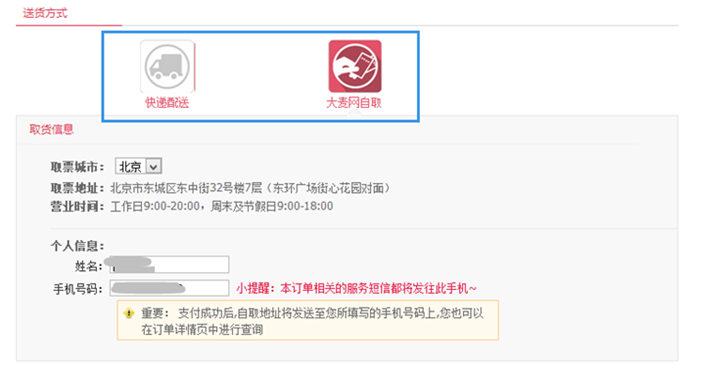 送货方式
快递配送
大麦网自取
取货信息
取票城市： 北京
取票地址：北京市东城区东中街32号楼7层（东环广场街心花园对面）
营业时间：工作日9:00-20:00，周末及节假日9:00-18:00
个人信息：
姓名：
手机号码： 小提醒：本订单相关的服务短信都将发往此手机~
重要： 支付成功后,自取地址将发送至您所填写的手机号码上,您也可以
在订单详情页中进行查询